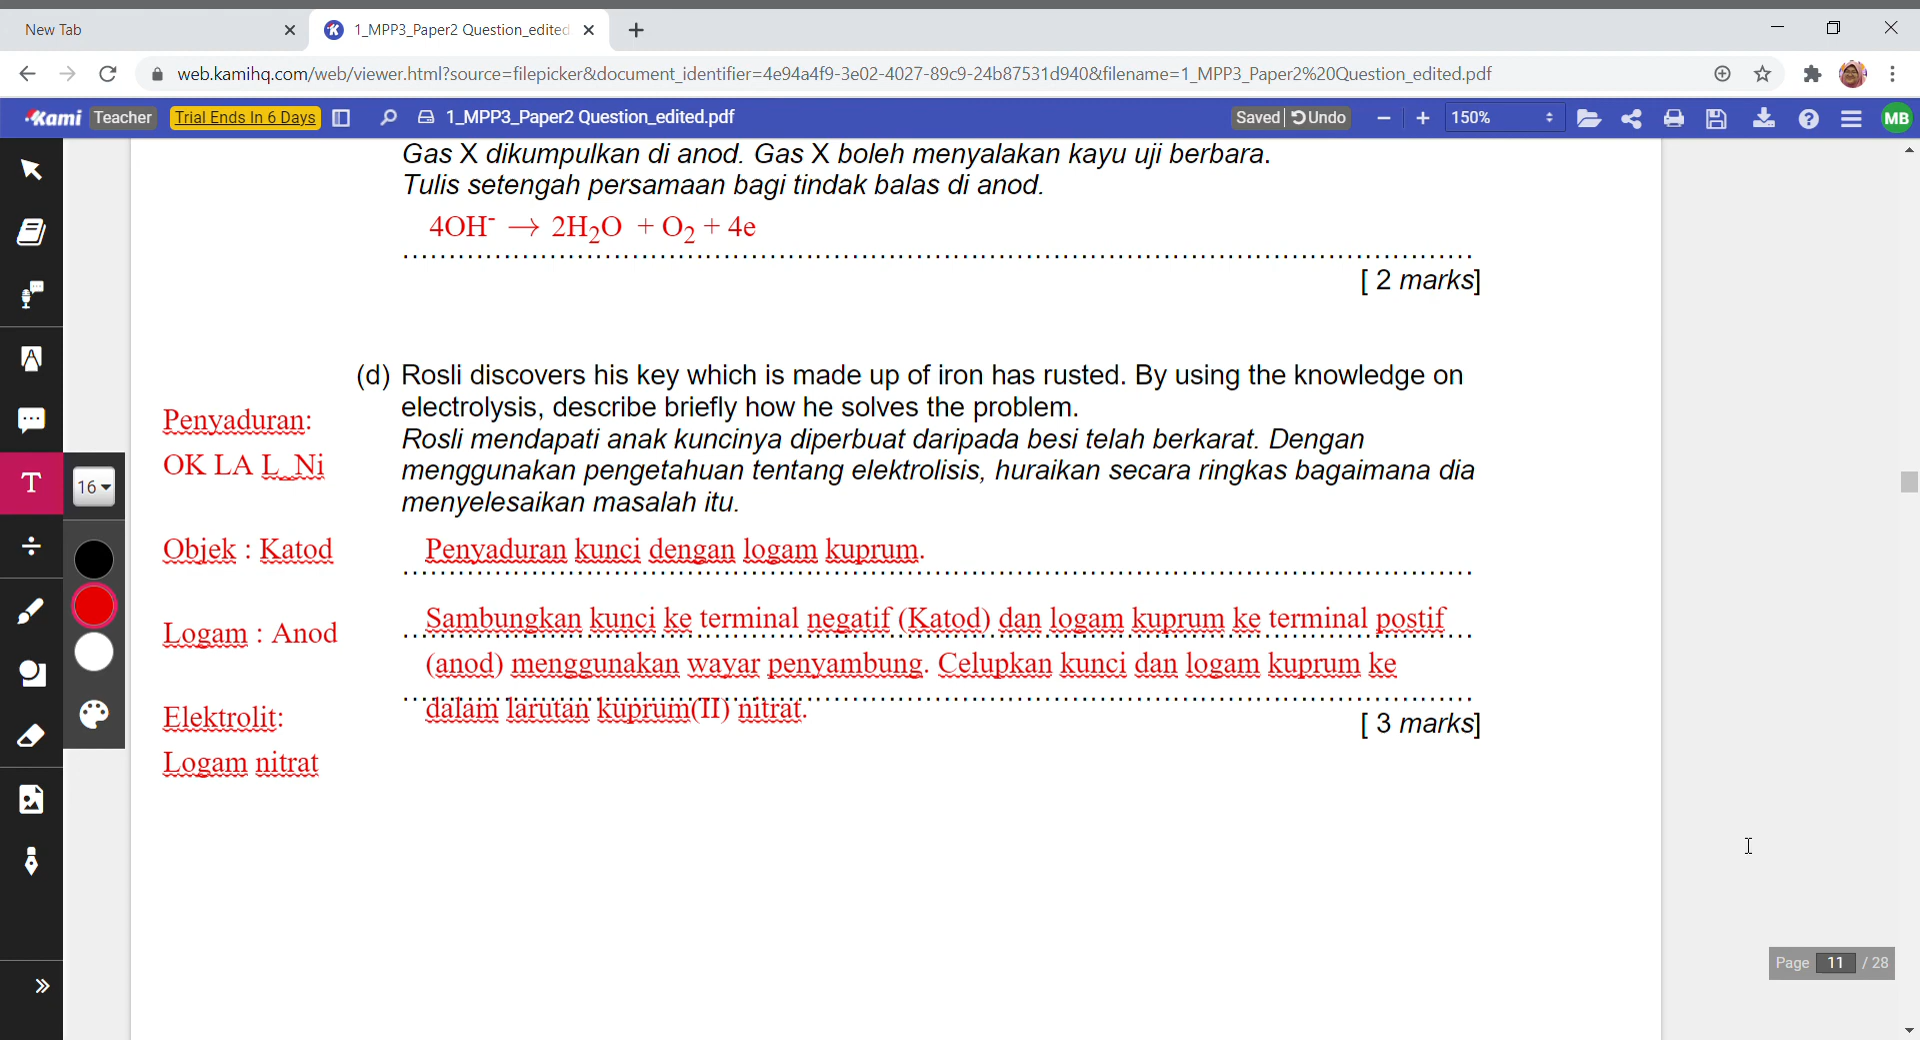 New Tab
1_MPP3_Paper2 Question_edited
web.kamihq.com/web/viewer.html?source=filepicker&document_identifier=4e94a4f9-3e02-4027-89c9-24b87531d940&filename=1_MPP3_Paper2%20Question_edited.pdf
Kami Teacher Trial Ends In 6 Days 1_MPP3_Paper2 Question_edited.pdf Saved Undo 150% MB
Gas X dikumpulkan di anod. Gas X boleh menyalakan kayu uji berbara.
Tulis setengah persamaan bagi tindak balas di anod.
4OH⁻ → 2H₂O + O₂ + 4e
[ 2 marks]
(d) Rosli discovers his key which is made up of iron has rusted. By using the knowledge on
electrolysis, describe briefly how he solves the problem.
Rosli mendapati anak kuncinya diperbuat daripada besi telah berkarat. Dengan
menggunakan pengetahuan tentang elektrolisis, huraikan secara ringkas bagaimana dia
menyelesaikan masalah itu.
Penyaduran:
OK LA L_Ni
T
16
Objek : Katod
Logam : Anod
Elektrolit:
Logam nitrat
Penyaduran kunci dengan logam kuprum.
Sambungkan kunci ke terminal negatif (Katod) dan logam kuprum ke terminal postif
(anod) menggunakan wayar penyambung. Celupkan kunci dan logam kuprum ke
dalam larutan kuprum(II) nitrat.
[ 3 marks]
Page 11 / 28